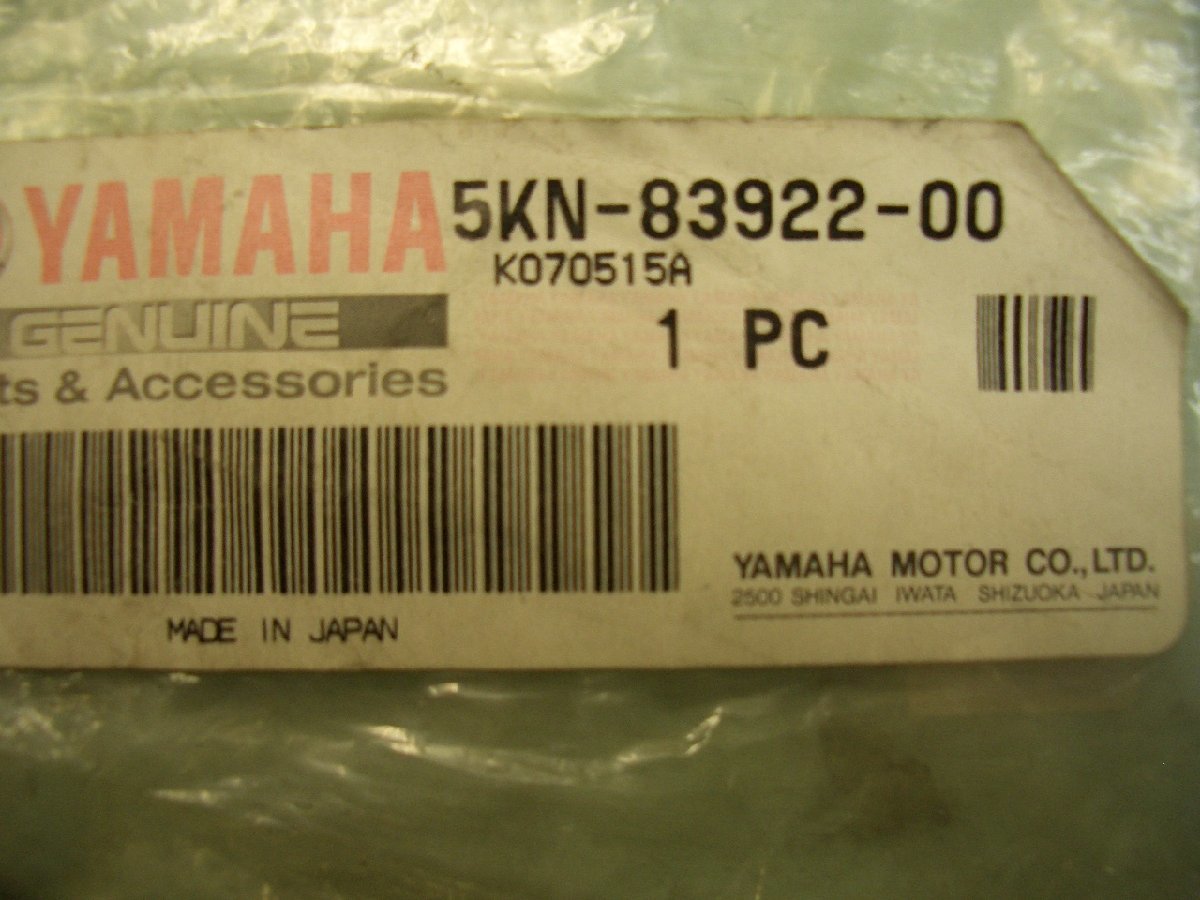 YAMAHA
5KN-83922-00
K070515A
GENUINE
1 PC
ts & Accessories
MADE IN JAPAN
YAMAHA MOTOR CO.,LTD.
2500 SHINGAI IWATA SHIZUOKA JAPAN